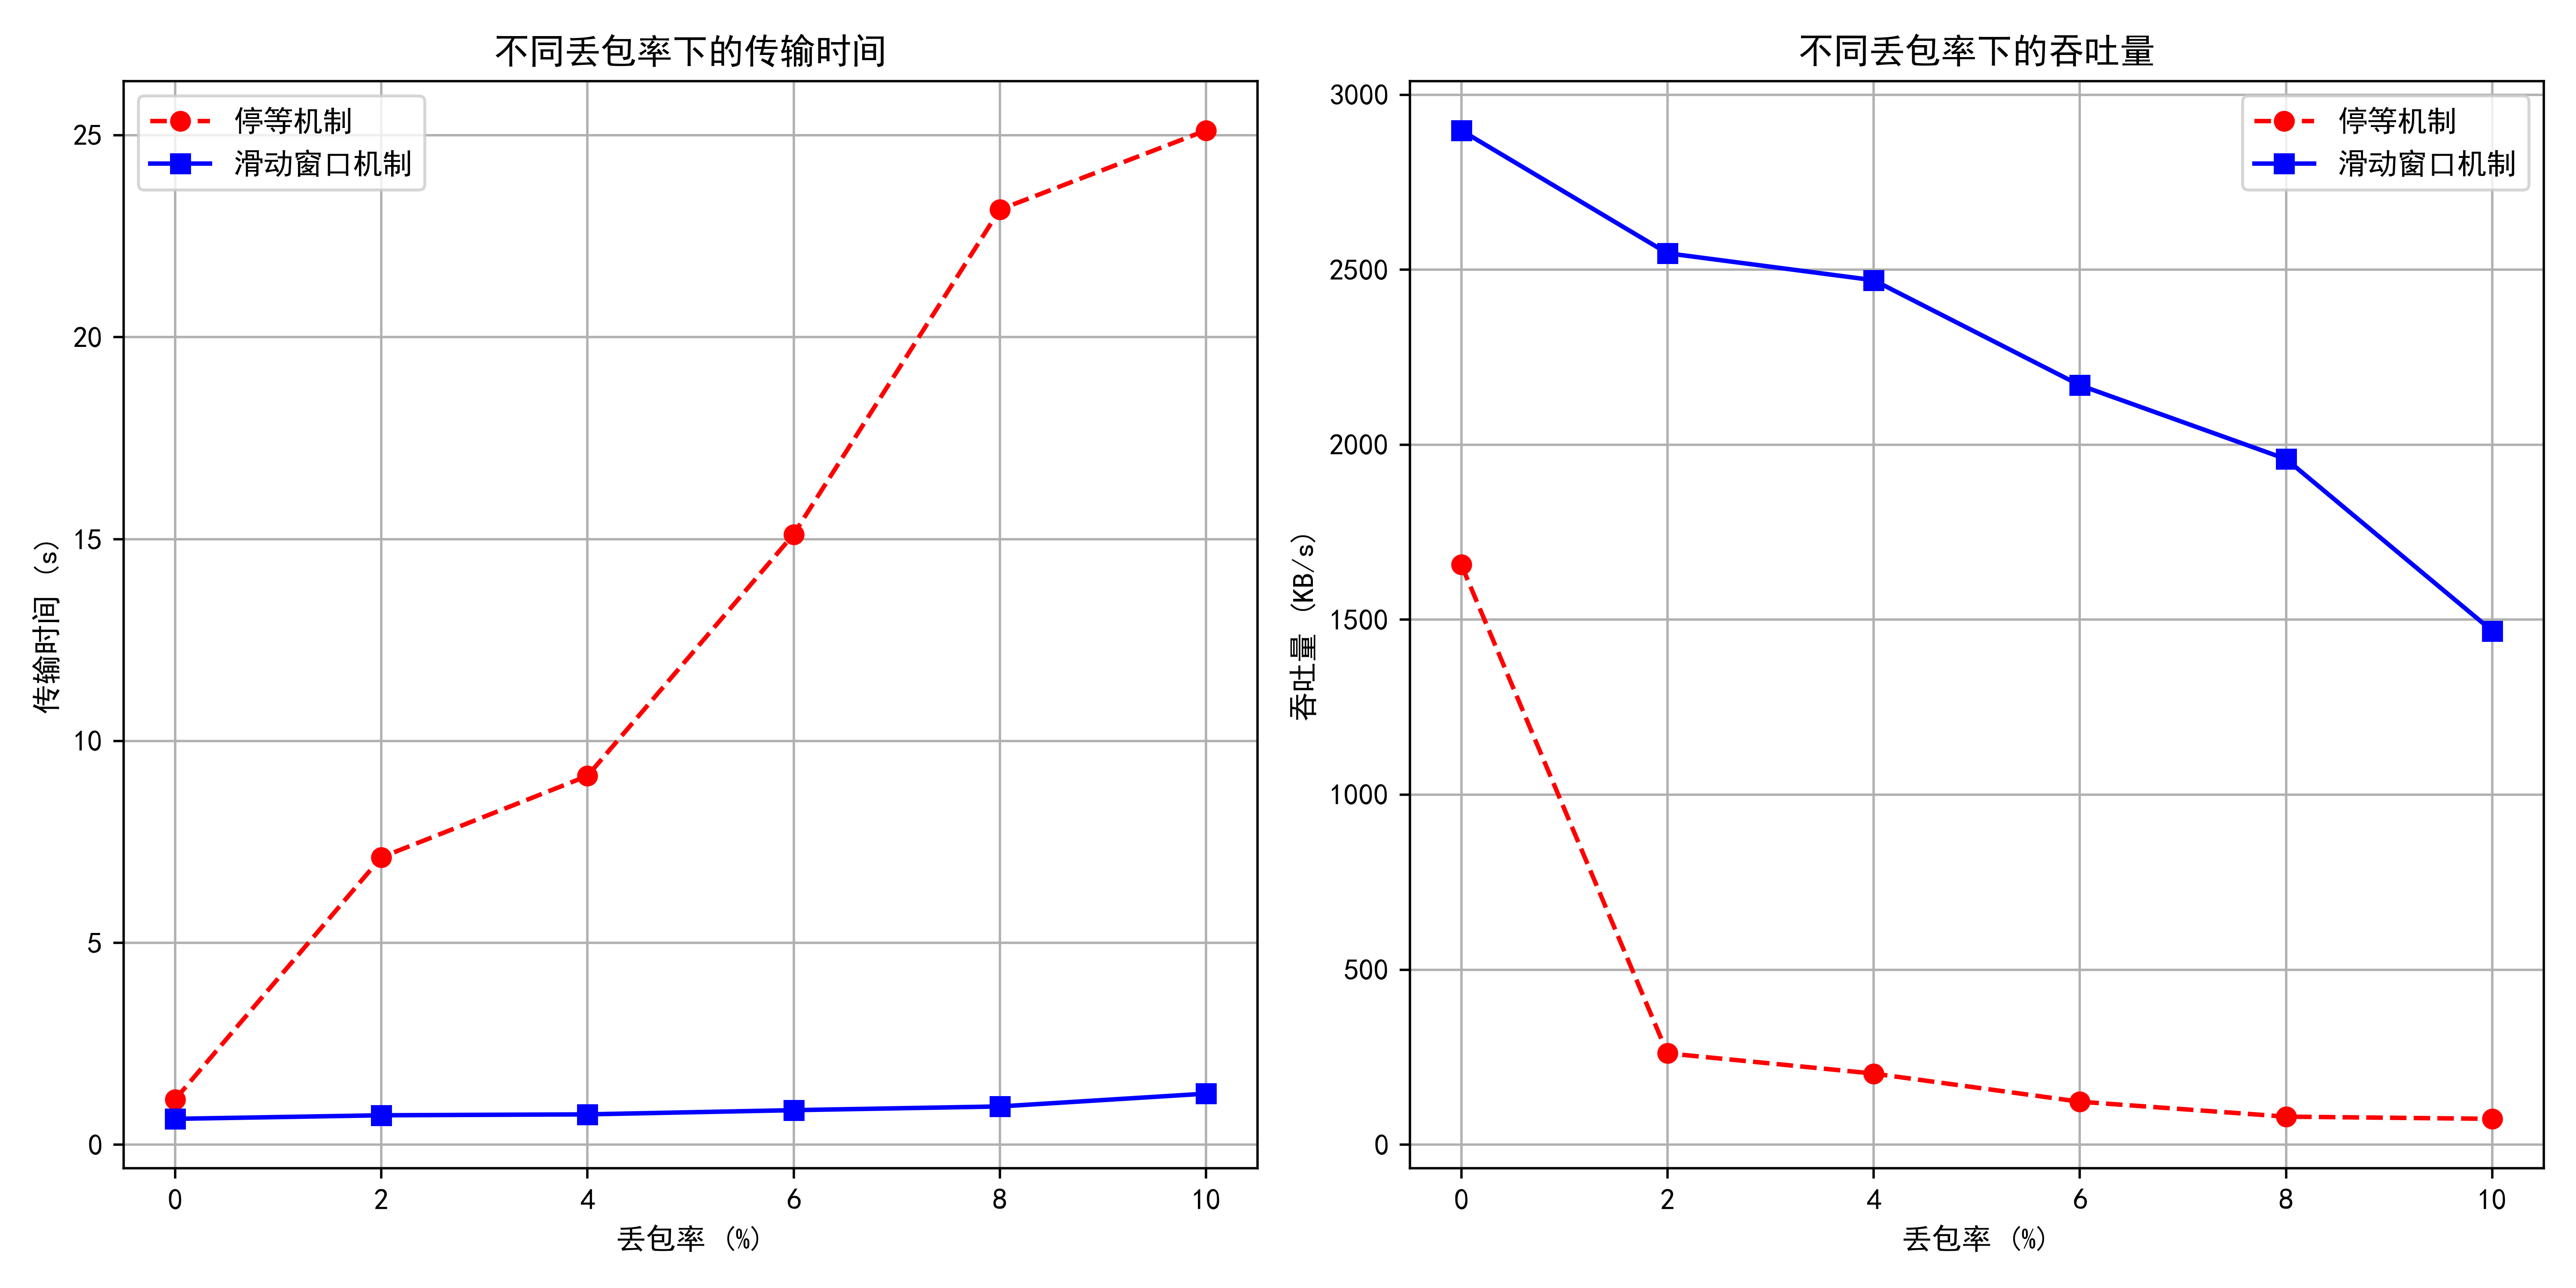 不同丢包率下的传输时间
停等机制
滑动窗口机制
25
20
15
10
5
0
传输时间 (s)
0 2 4 6 8 10
丢包率 (%)
不同丢包率下的吞吐量
停等机制
滑动窗口机制
3000
2500
2000
1500
1000
500
0
吞吐量 (KB/s)
0 2 4 6 8 10
丢包率 (%)